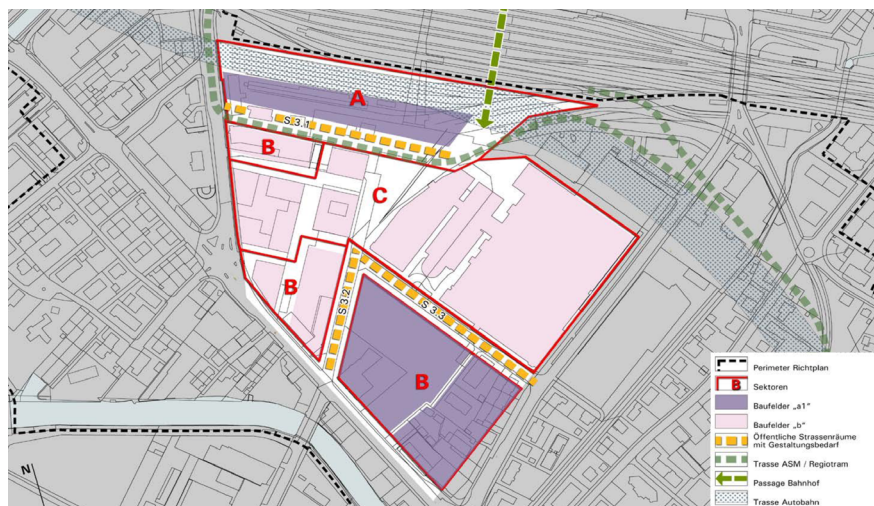 A
S 3.1
B
C
B
S 3.2
S 3.3
B
N
Perimeter Richtplan
B Sektoren
Baufelder „a1"
Baufelder „b"
Öffentliche Strassenräume
mit Gestaltungsbedarf
Trasse ASM / Regiotram
Passage Bahnhof
Trasse Autobahn